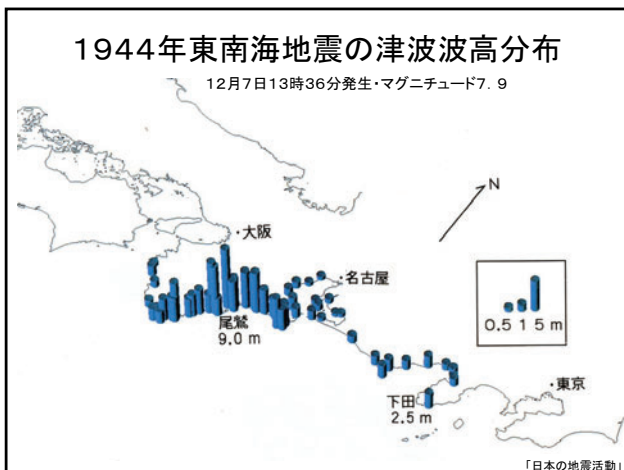 1944年東南海地震の津波波高分布
12月7日13時36分発生・マグニチュード7.9
N
・大阪
・名古屋
尾鷲
9.0 m
0.5 1 5 m
・東京
下田
2.5 m
「日本の地震活動」